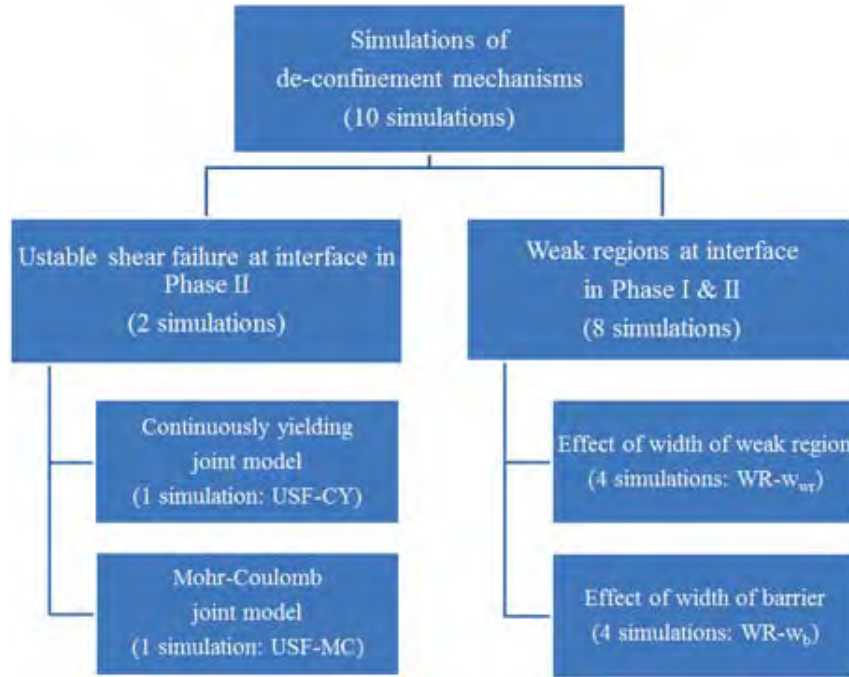 Simulations of
de-confinement mechanisms
(10 simulations)
Ustable shear failure at interface in
Phase II
(2 simulations)
Weak regions at interface
in Phase I & II
(8 simulations)
Continuously yielding
joint model
(1 simulation: USF-CY)
Effect of width of weak region
(4 simulations: WR-wwr)
Mohr-Coulomb
joint model
(1 simulation: USF-MC)
Effect of width of barrier
(4 simulations: WR-wb)